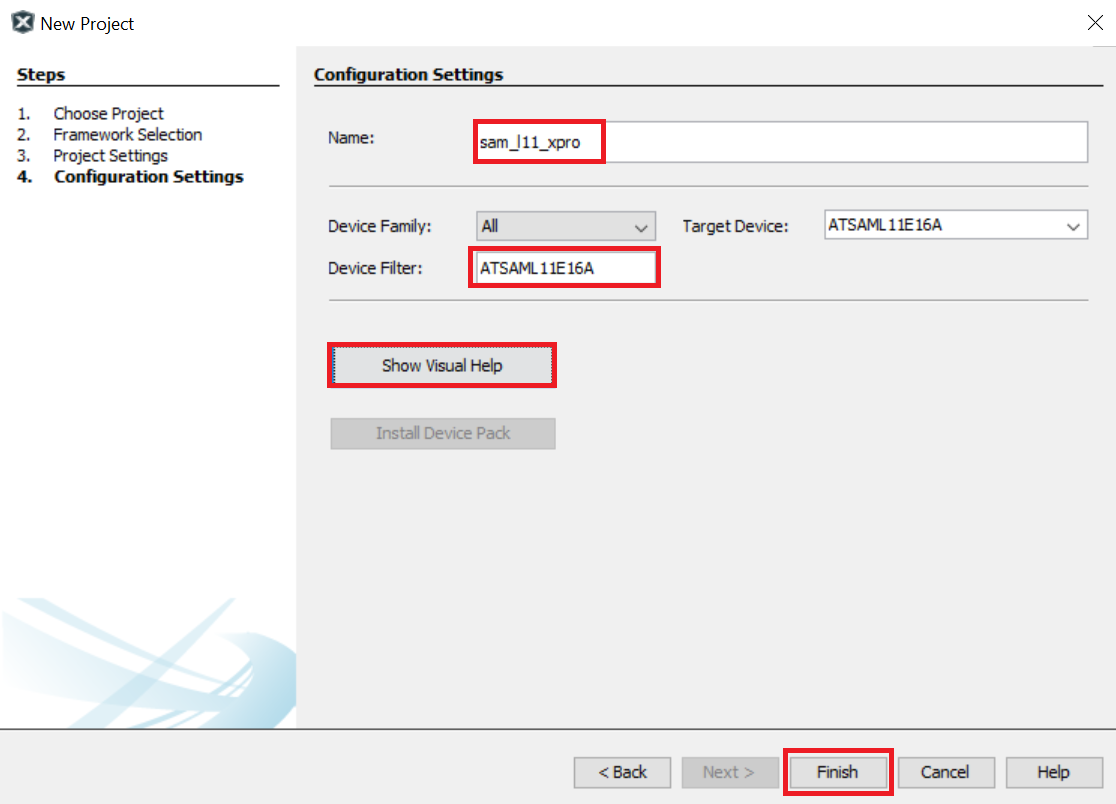 New Project
Steps
1. Choose Project
2. Framework Selection
3. Project Settings
4. Configuration Settings
Configuration Settings
Name: sam_l11_xpro
Device Family: All Target Device: ATSAML11E16A
Device Filter: ATSAML11E16A
Show Visual Help
Install Device Pack
< Back Next > Finish Cancel Help